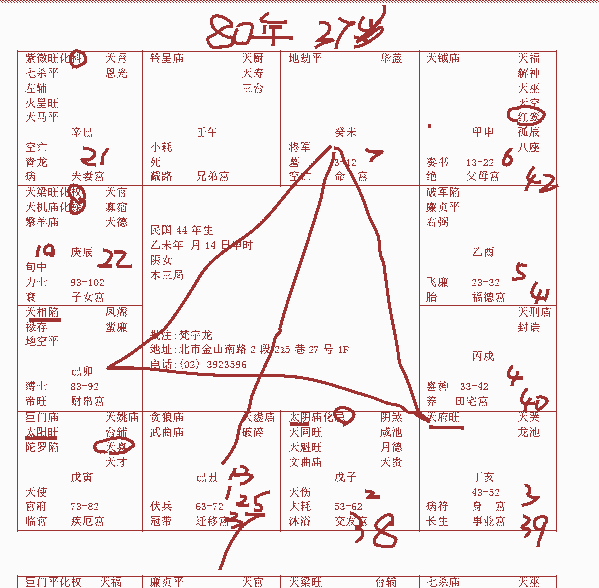 80年 27岁
紫微旺化科 天月
七杀平 恩光
左辅
火星旺
天马平
辛巳
空亡
青龙 21
病 夫妻宫
铃星庙 天厨
天寿
三台
壬午
小耗
死
截路 兄弟宫
地劫平 华盖
癸未
将军
墓 3-12 7
空亡 命 宫
天钺庙 天福
解神
天巫
天空
红鸾
孤辰
甲申 八座
奏书 13-22 6
绝 父母宫 42
天梁旺化权 天官
天机庙化禄
擎羊庙 天德
10 庚辰 22
旬中
力士 93-102
衰 子女宫
民国 44 年生
乙未年 月 14 日申时
阴女
木三局
批注:梵宇龙
地址:北市金山南路 2 段 215 巷 27 号 1F
电话:(02) 3923596
破军陷
廉贞平
右弼
乙酉
飞廉 23-32 5
胎 福德宫 41
天相陷 凤阁
禄存 蜚廉
地空平
己卯
博士 83-92
帝旺 财帛宫
天刑庙
封诰
丙戌
喜神 33-42 4
养 田宅宫 40
巨门庙 天姚庙
太阳旺 台辅
陀罗陷 天喜
天才
戊寅
天使
官府 73-82
临官 疾厄宫
贪狼庙
武曲庙 破碎
己丑 13
1
伏兵 63-72 25
冠带 迁移宫 37
太阴庙化忌 阴煞
天同旺 咸池
天魁旺 月德
文曲庙 天贵
戊子
天伤 2
大耗 53-62
沐浴 交友宫 38
天府旺 天哭
龙池
丁亥
43-52 3
病符 身 宫
长生 事业宫 39
巨门平化权 天福
廉贞平 天官
天梁旺 台辅
七杀庙 天巫